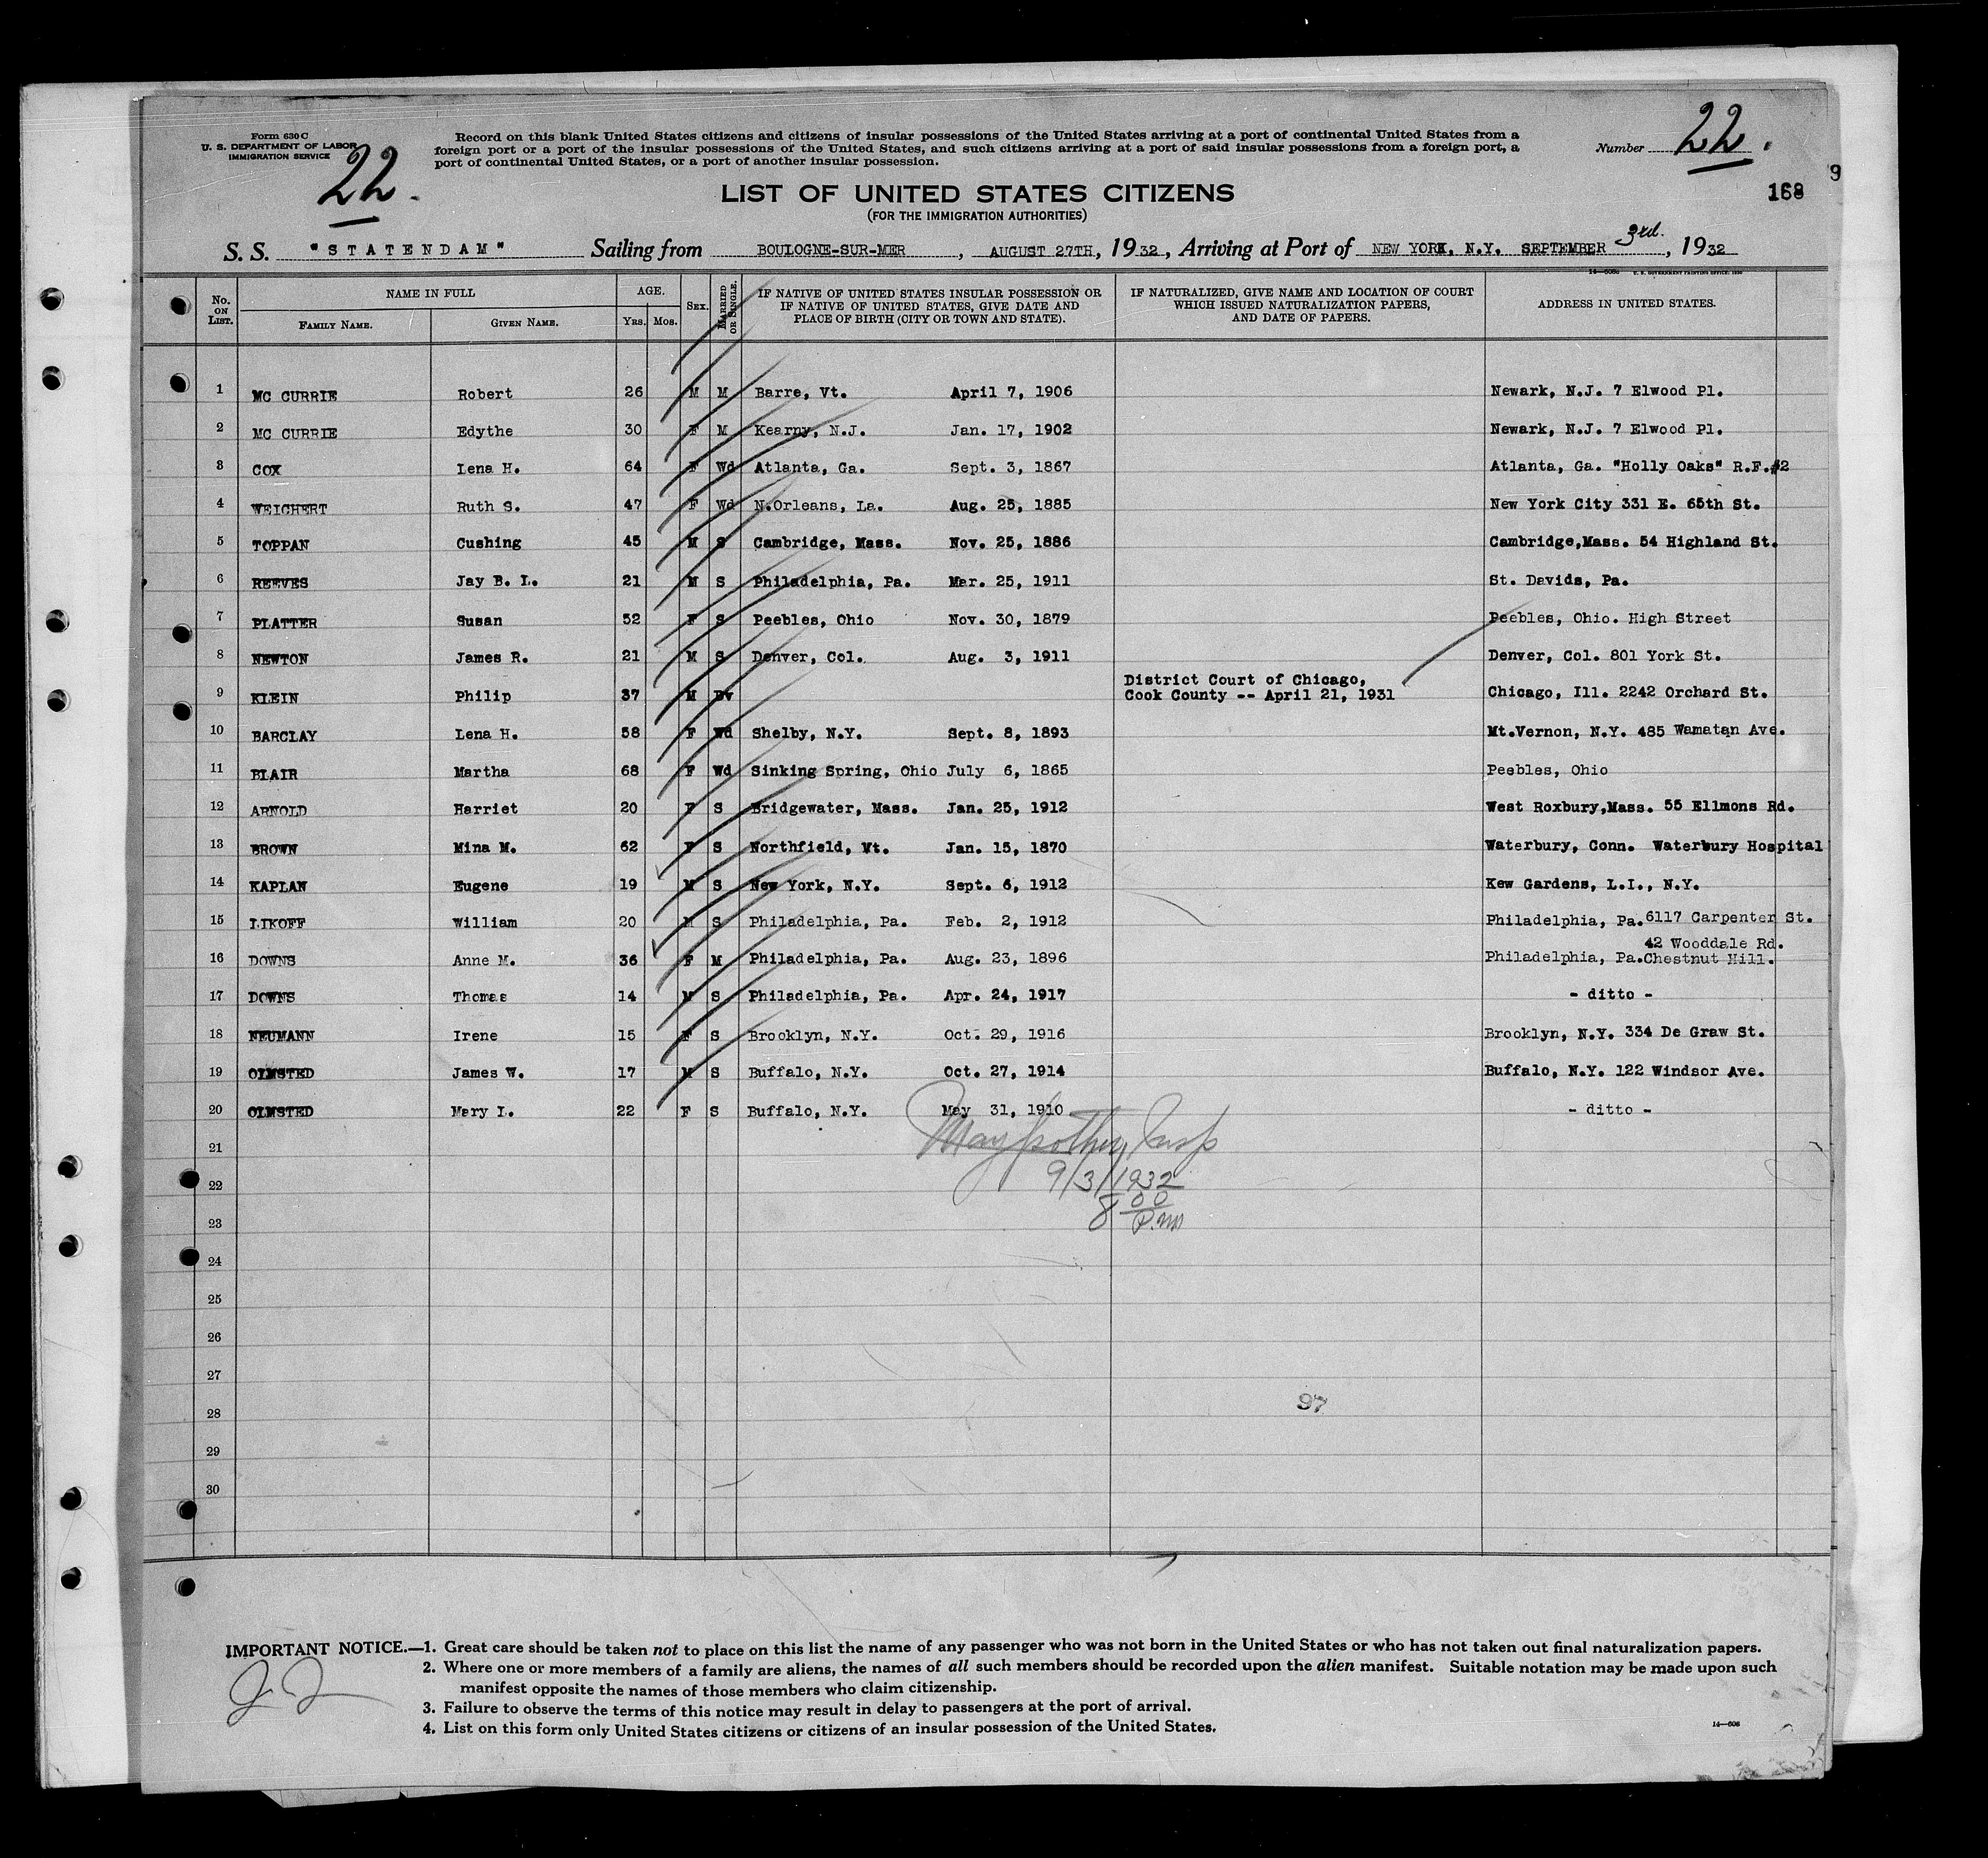 Form 630 C
U. S. DEPARTMENT OF LABOR
IMMIGRATION SERVICE
22.
Record on this blank United States citizens and citizens of insular possessions of the United States arriving at a port of continental United States from a
foreign port or a port of the insular possessions of the United States, and such citizens arriving at a port of said insular possessions from a foreign port, a
port of continental United States, or a port of another insular possession.
Number 22.
9
168
LIST OF UNITED STATES CITIZENS
(FOR THE IMMIGRATION AUTHORITIES)
S. S. "STATENDAM" Sailing from BOULOGNE-SUR-MER, AUGUST 27TH, 1932, Arriving at Port of NEW YORK, N.Y. SEPTEMBER 3rd., 1932
No. ON LIST. NAME IN FULL FAMILY NAME. GIVEN NAME. AGE. Yrs. Mos. SEX. MARRIED OR SINGLE.
IF NATIVE OF UNITED STATES INSULAR POSSESSION OR
IF NATIVE OF UNITED STATES, GIVE DATE AND
PLACE OF BIRTH (CITY OR TOWN AND STATE).
IF NATURALIZED, GIVE NAME AND LOCATION OF COURT
WHICH ISSUED NATURALIZATION PAPERS,
AND DATE OF PAPERS.
ADDRESS IN UNITED STATES.
1 MC CURRIE Robert 26 M M Barre, Vt. April 7, 1906 Newark, N.J. 7 Elwood Pl.
2 MC CURRIE Edythe 30 F M Kearny, N.J. Jan. 17, 1902 Newark, N.J. 7 Elwood Pl.
3 COX Lena H. 64 F Wd Atlanta, Ga. Sept. 3, 1867 Atlanta, Ga. "Holly Oaks" R.F.#2
4 WEICHERT Ruth S. 47 F Wd N.Orleans, La. Aug. 25, 1885 New York City 331 E. 65th St.
5 TOPPAN Cushing 45 M S Cambridge, Mass. Nov. 25, 1886 Cambridge,Mass. 54 Highland St.
6 REEVES Jay B. L. 21 M S Philadelphia, Pa. Mar. 25, 1911 St. Davids, Pa.
7 PLATTER Susan 52 F S Peebles, Ohio Nov. 30, 1879 Peebles, Ohio. High Street
8 NEWTON James R. 21 M S Denver, Col. Aug. 3, 1911 Denver, Col. 801 York St.
District Court of Chicago,
9 KLEIN Philip 37 M Dv Cook County -- April 21, 1931 Chicago, Ill. 2242 Orchard St.
10 BARCLAY Lena H. 58 F Wd Shelby, N.Y. Sept. 8, 1893 Mt.Vernon, N.Y. 485 Wamatan Ave.
11 BLAIR Martha 68 F Wd Sinking Spring, Ohio July 6, 1865 Peebles, Ohio
12 ARNOLD Harriet 20 F S Bridgewater, Mass. Jan. 25, 1912 West Roxbury,Mass. 55 Ellmons Rd.
13 BROWN Mina M. 62 F S Northfield, Vt. Jan. 15, 1870 Waterbury, Conn. Waterbury Hospital
14 KAPLAN Eugene 19 M S New York, N.Y. Sept. 6, 1912 Kew Gardens, L.I., N.Y.
15 LIKOFF William 20 M S Philadelphia, Pa. Feb. 2, 1912 Philadelphia, Pa. 6117 Carpenter St.
42 Wooddale Rd.
16 DOWNS Anne M. 36 F M Philadelphia, Pa. Aug. 23, 1896 Philadelphia, Pa.Chestnut Hill.
17 DOWNS Thomas 14 M S Philadelphia, Pa. Apr. 24, 1917 - ditto -
18 NEUMANN Irene 15 F S Brooklyn, N.Y. Oct. 29, 1916 Brooklyn, N.Y. 334 De Graw St.
19 OLMSTED James W. 17 M S Buffalo, N.Y. Oct. 27, 1914 Buffalo, N.Y. 122 Windsor Ave.
20 OLMSTED Mary L. 22 F S Buffalo, N.Y. May 31, 1910 - ditto -
21
22 9/3/1932
23 8 00 P.M
24
25
26
27
28 97
29
30
IMPORTANT NOTICE.—1. Great care should be taken not to place on this list the name of any passenger who was not born in the United States or who has not taken out final naturalization papers.
2. Where one or more members of a family are aliens, the names of all such members should be recorded upon the alien manifest. Suitable notation may be made upon such
manifest opposite the names of those members who claim citizenship.
3. Failure to observe the terms of this notice may result in delay to passengers at the port of arrival.
4. List on this form only United States citizens or citizens of an insular possession of the United States.
14—608